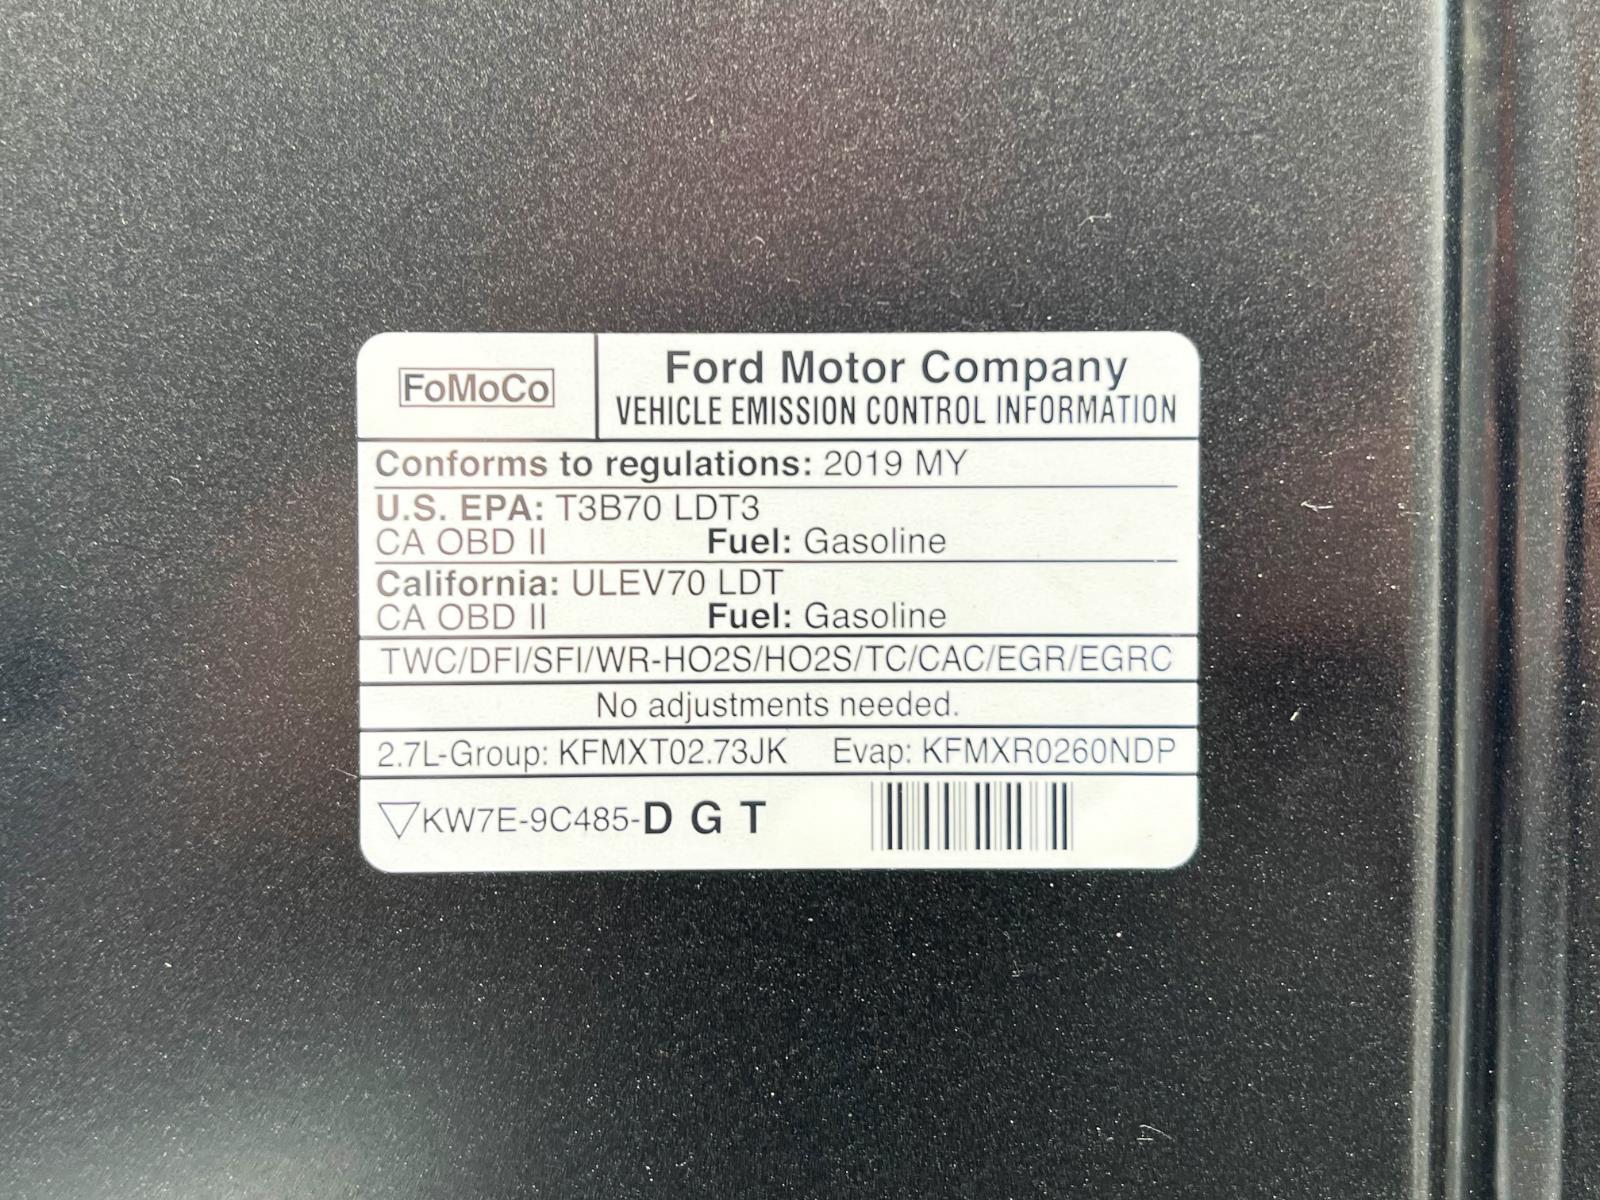 FoMoCo
Ford Motor Company
VEHICLE EMISSION CONTROL INFORMATION
Conforms to regulations: 2019 MY
U.S. EPA: T3B70 LDT3
CA OBD II Fuel: Gasoline
California: ULEV70 LDT
CA OBD II Fuel: Gasoline
TWC/DFI/SFI/WR-HO2S/HO2S/TC/CAC/EGR/EGRC
No adjustments needed.
2.7L-Group: KFMXT02.73JK Evap: KFMXR0260NDP
KW7E-9C485-D G T